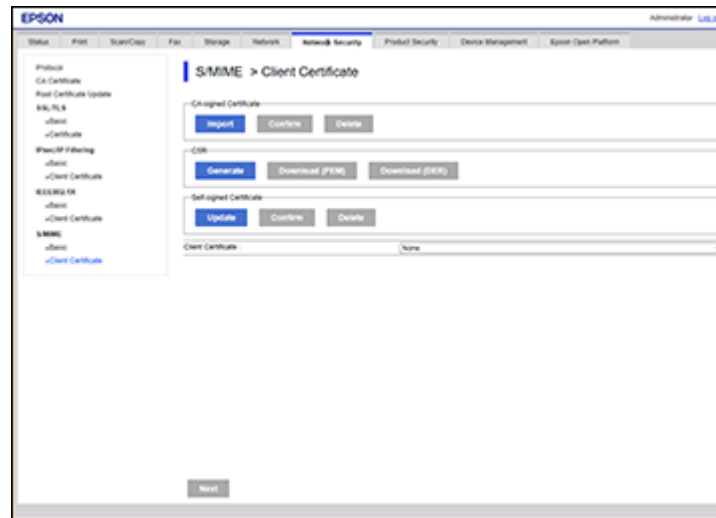 EPSON
Administrator
Status Print Scan/Copy Fax Storage Network Network Security Product Security Device Management Epson Open Platform
Protocol
CA Certificate
Root Certificate Update
SSL/TLS
»Basic
»Certificate
IPsec/IP Filtering
»Basic
»Client Certificate
IEEE802.1X
»Basic
»Client Certificate
S/MIME
»Basic
»Client Certificate
S/MIME > Client Certificate
CA-signed Certificate
Import Confirm Delete
CSR
Generate Download (PEM) Download (DER)
Self-signed Certificate
Update Confirm Delete
Client Certificate : None
Next